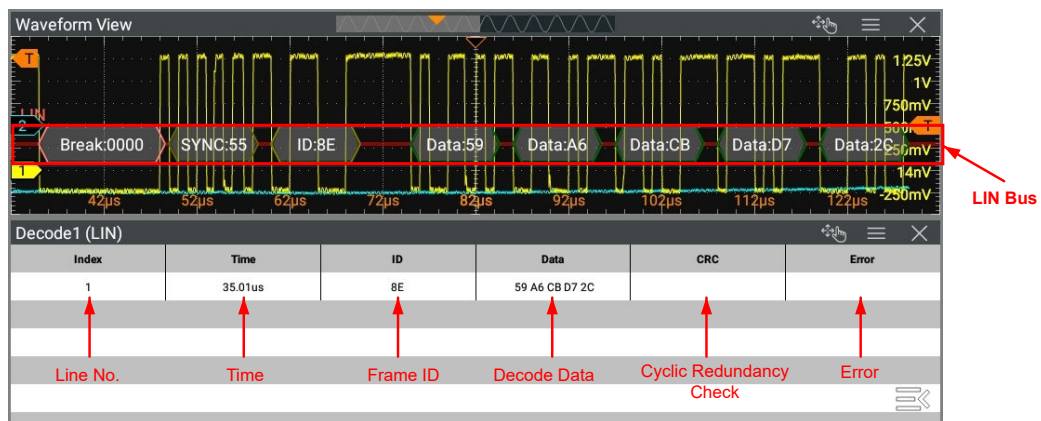 Waveform View
T
1.25V
1V
750mV
LIN
2
T
Break:0000 SYNC:55 ID:8E Data:59 Data:A6 Data:CB Data:D7 Data:2C
250mV
1
14nV
-250mV
42µs 52µs 62µs 72µs 82µs 92µs 102µs 112µs 122µs
LIN Bus
Decode1 (LIN)
Index Time ID Data CRC Error
1 35.01us 8E 59 A6 CB D7 2C
Line No. Time Frame ID Decode Data Cyclic Redundancy Error
Check